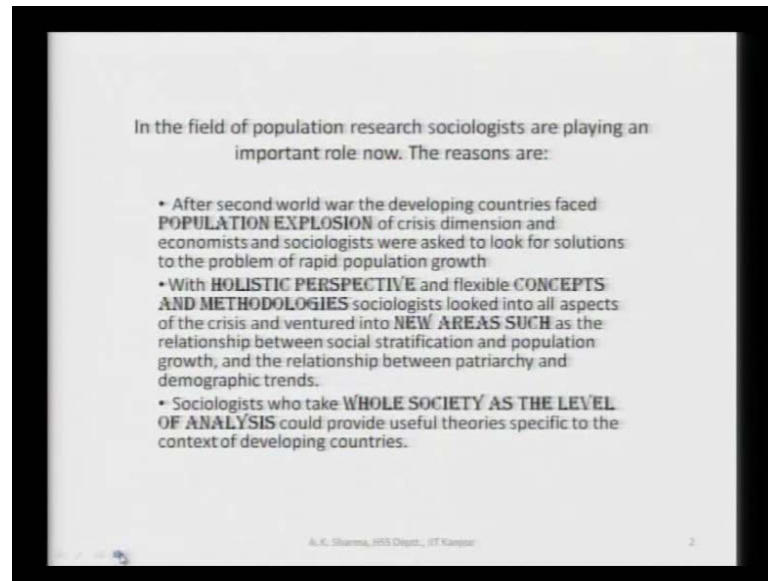 In the field of population research sociologists are playing an
important role now. The reasons are:
• After second world war the developing countries faced
POPULATION EXPLOSION of crisis dimension and
economists and sociologists were asked to look for solutions
to the problem of rapid population growth
•With HOLISTIC PERSPECTIVE and flexible CONCEPTS
AND METHODOLOGIES sociologists looked into all aspects
of the crisis and ventured into NEW AREAS SUCH as the
relationship between social stratification and population
growth, and the relationship between patriarchy and
demographic trends.
• Sociologists who take WHOLE SOCIETY AS THE LEVEL
OF ANALYSIS could provide useful theories specific to the
context of developing countries.
A. K. Sharma, HSS Deptt., IIT Kanpur
2